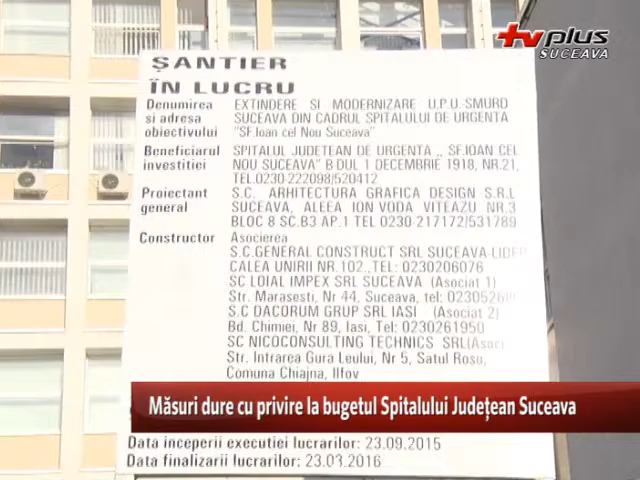 tvplus
SUCEAVA
ȘANTIER
ÎN LUCRU
Denumirea EXTINDERE SI MODERNIZARE U.P.U.-SMURD
si adresa SUCEAVA DIN CADRUL SPITALULUI DE URGENTA
obiectivului "SF.Ioan cel Nou Suceava"
Beneficiarul SPITALUL JUDETEAN DE URGENTA ,, SF.IOAN CEL
investitiei NOU SUCEAVA" B DUL 1 DECEMBRIE 1918, NR.21,
TEL.0230-222098/520412
Proiectant S.C. ARHITECTURA GRAFICA DESIGN S.R.L
general SUCEAVA, ALEEA ION VODA VITEAZU NR.3
BLOC 8 SC.B3 AP.1 TEL 0230-217172/531789
Constructor Asocierea
S.C.GENERAL CONSTRUCT SRL SUCEAVA-LIDER
CALEA UNIRII NR.102.,TEL: 0230206076
SC LOIAL IMPEX SRL SUCEAVA (Asociat 1)
Str. Marasesti, Nr 44, Suceava, tel:
S.C DACORUM GRUP SRL IASI (Asociat 2)
Bd. Chimiei, Nr 89, Iasi, Tel: 0230261950
SC NICOCONSULTING TECHNICS SRL(Asoc
Str. Intrarea Gura Leului, Nr 5, Satul Rosu,
Comuna Chiajna, Ilfov
Măsuri dure cu privire la bugetul Spitalului Județean Suceava
Data inceperii executiei lucrarilor: 23.09.2015
Data finalizarii lucrarilor: 23.03.2016